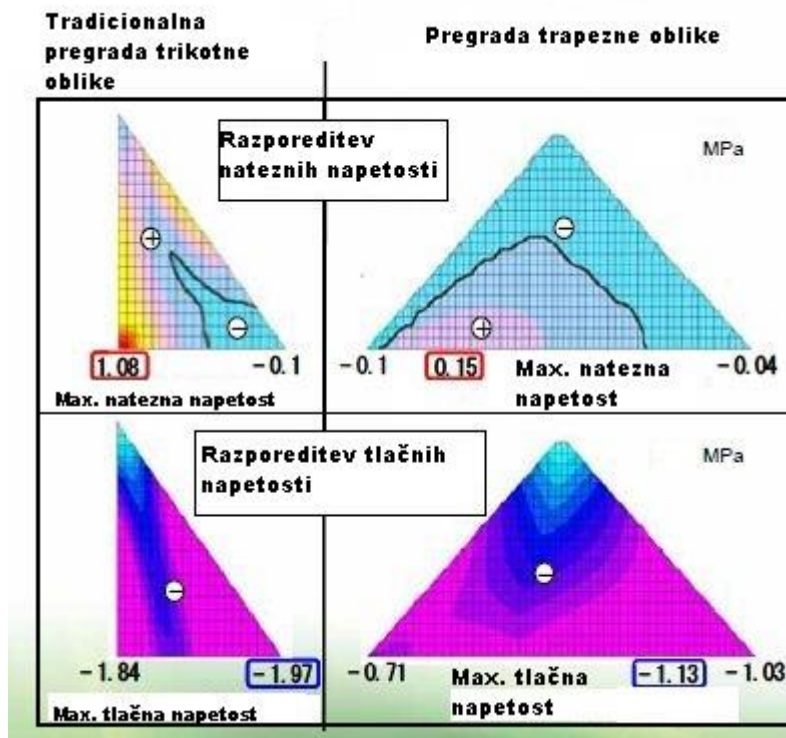 Tradicionalna
pregrada trikotne
oblike
Pregrada trapezne oblike
Razporeditev
nateznih napetosti
MPa
+
−
−
+
1.08
−0.1
−0.1
0.15
Max. natezna
napetost
−0.04
Max. natezna napetost
Razporeditev tlačnih
napetosti
MPa
−
−
−1.84
−1.97
−0.71
Max. tlačna
napetost
−1.13
−1.03
Max. tlačna napetost